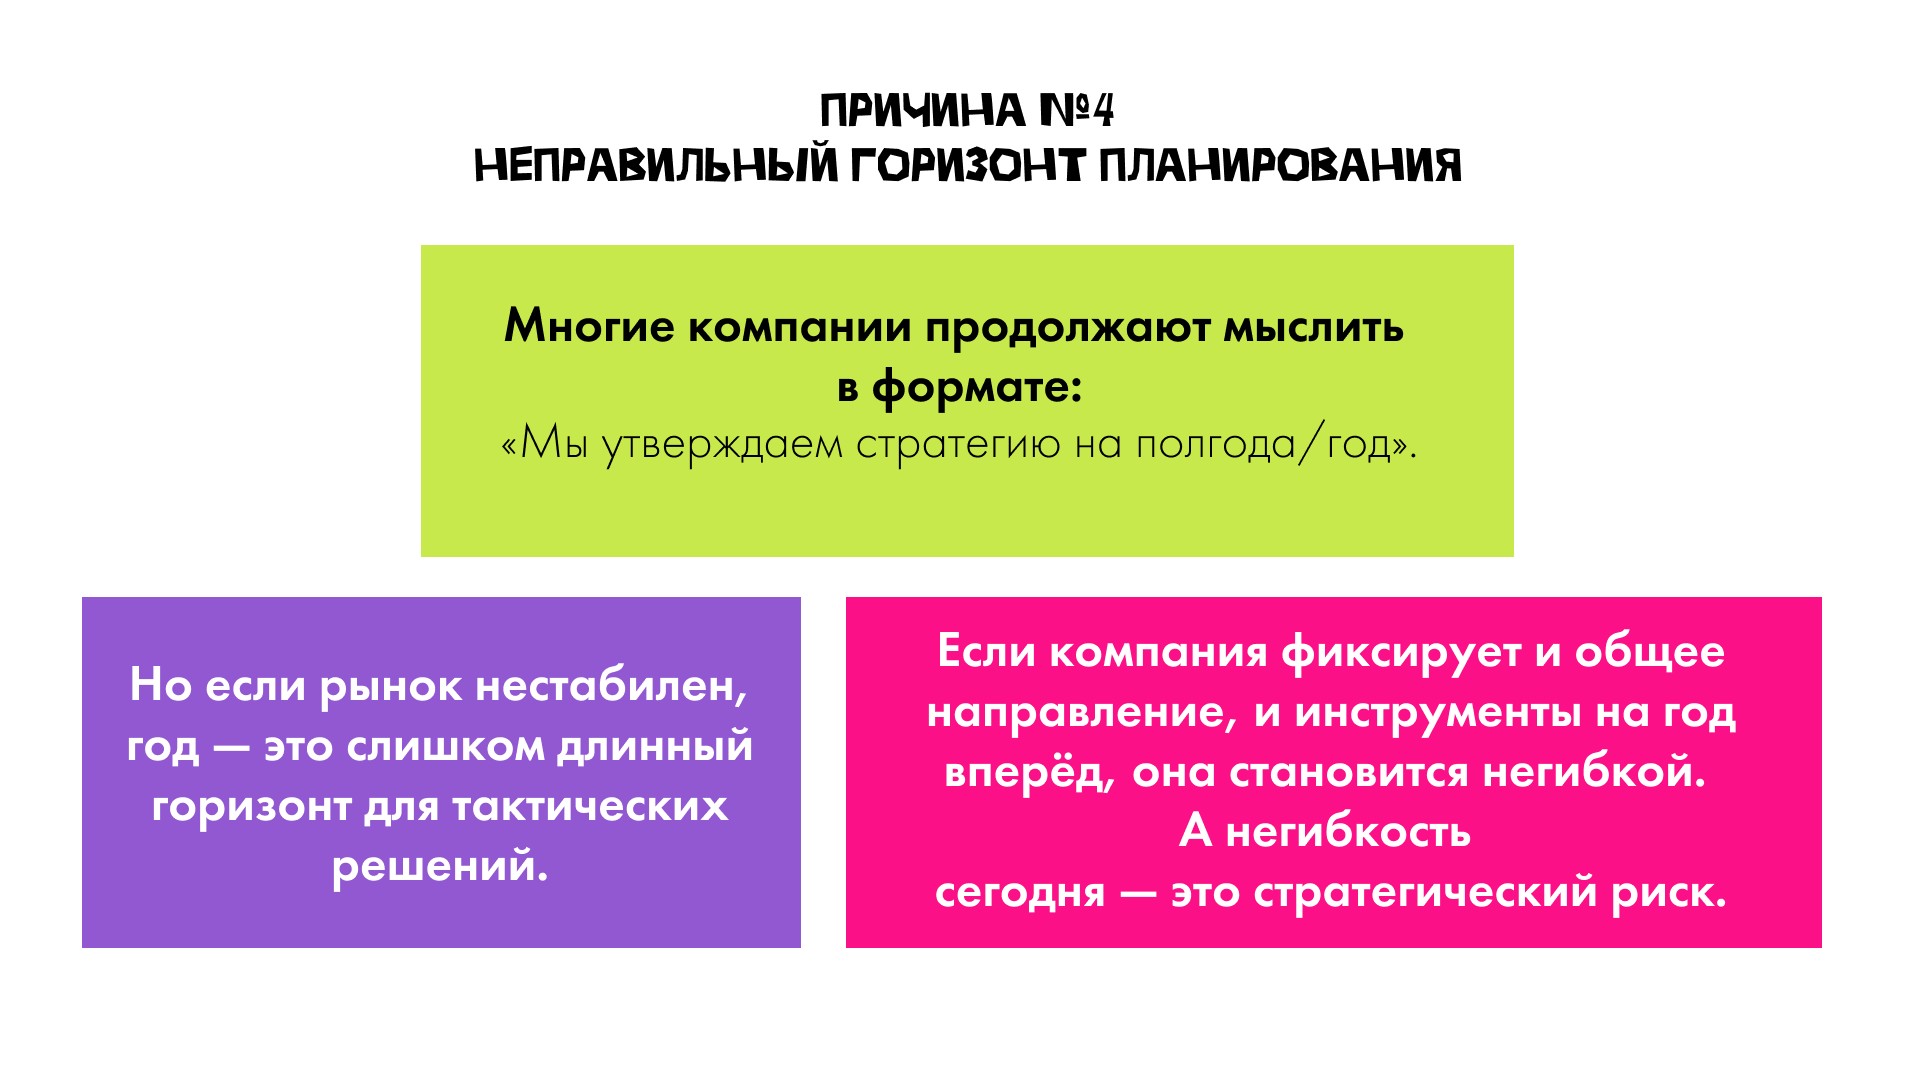 ПРИЧИНА №4
НЕПРАВИЛЬНЫЙ ГОРИЗОНТ ПЛАНИРОВАНИЯ
Многие компании продолжают мыслить
в формате:
«Мы утверждаем стратегию на полгода/год».
Но если рынок нестабилен,
год — это слишком длинный
горизонт для тактических
решений.
Если компания фиксирует и общее
направление, и инструменты на год
вперёд, она становится негибкой.
А негибкость
сегодня — это стратегический риск.